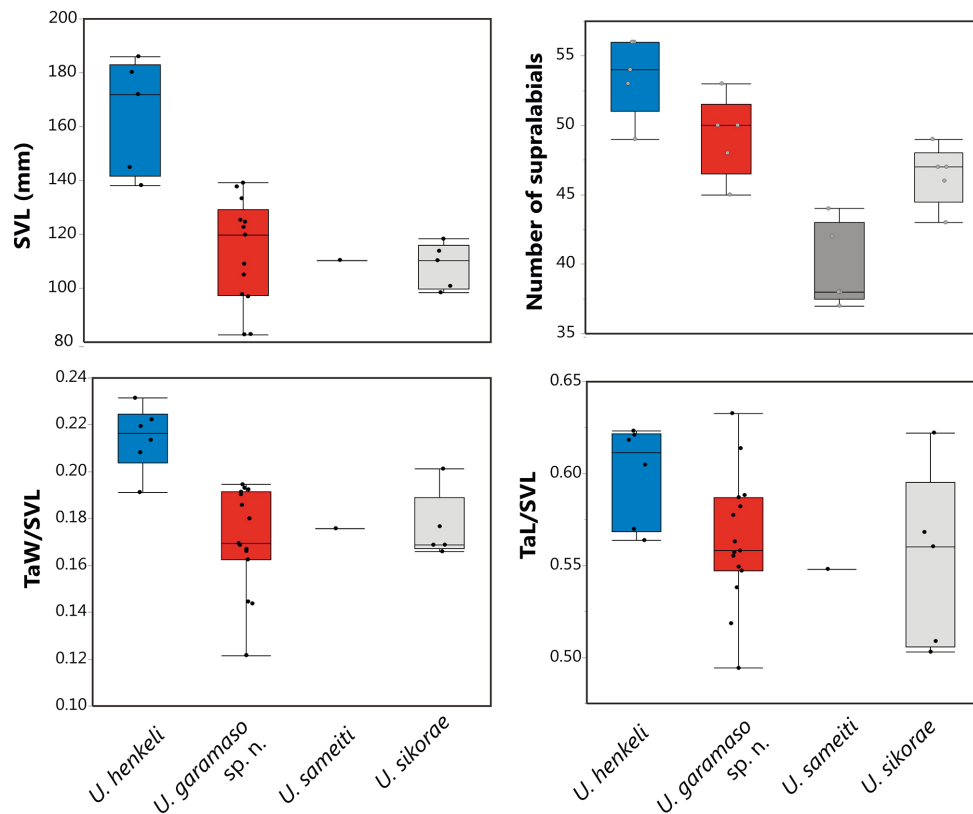 SVL (mm)
200
180
160
140
120
100
80
Number of supralabials
55
50
45
40
35
TaW/SVL
0.24
0.22
0.20
0.18
0.16
0.14
0.12
0.10
TaL/SVL
0.65
0.60
0.55
0.50
U. henkeli
U. garamaso
sp. n.
U. sameiti
U. sikorae
U. henkeli
U. garamaso
sp. n.
U. sameiti
U. sikorae